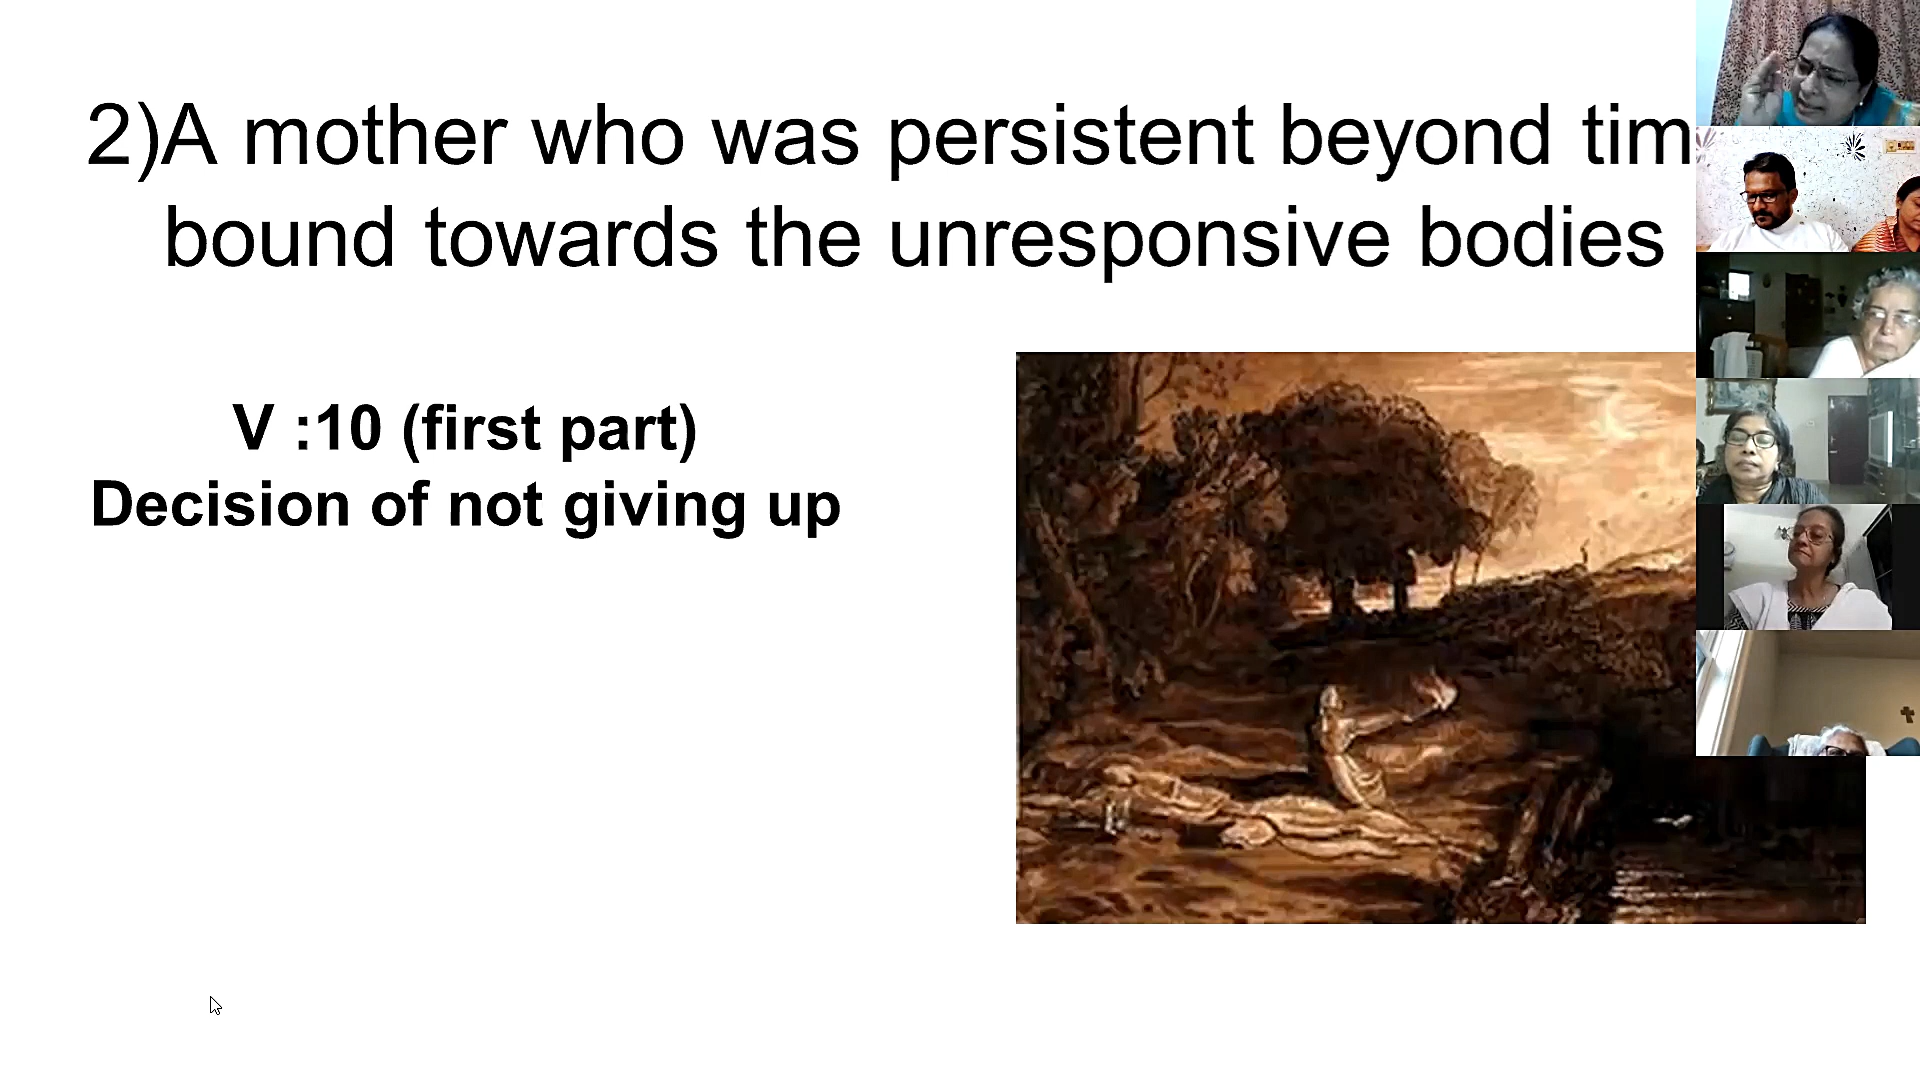 2)A mother who was persistent beyond tim
bound towards the unresponsive bodies
V :10 (first part)
Decision of not giving up